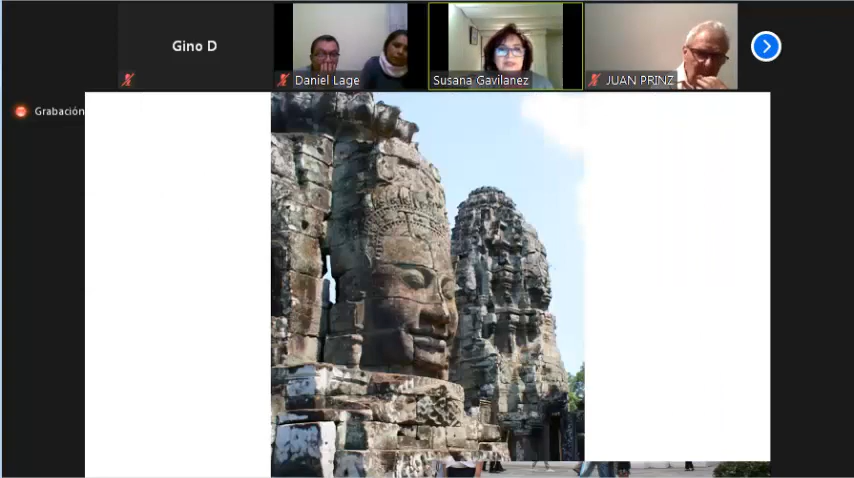 Gino D
Daniel Lage
Susana Gavilanez
JUAN PRINZ
Grabación